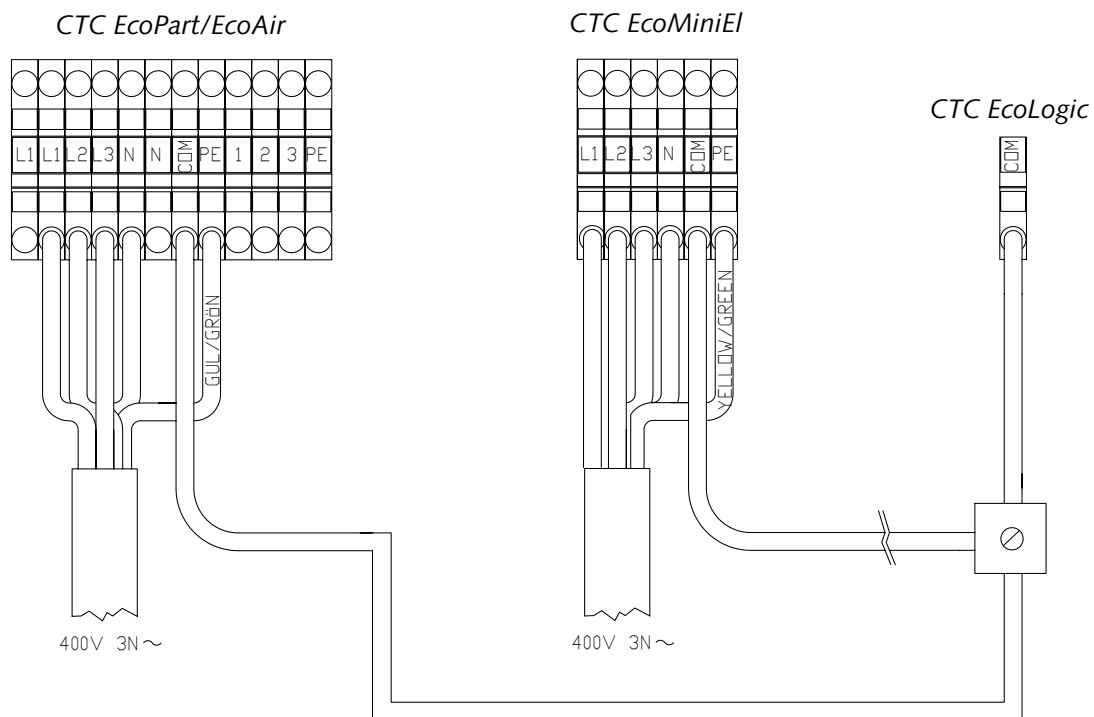 CTC EcoPart/EcoAir
CTC EcoMiniEl
CTC EcoLogic
L1 L1 L2 L3 N N COM PE 1 2 3 PE
L1 L2 L3 N COM PE
COM
GUL/GRÖN
YELLOW/GREEN
400V 3N~
400V 3N~